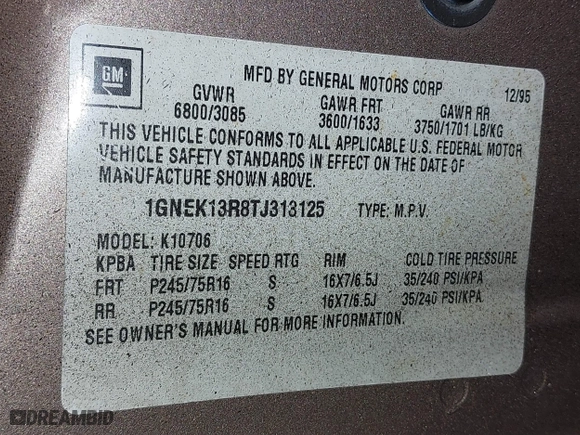 GM
MFD BY GENERAL MOTORS CORP 12/95
GVWR GAWR FRT GAWR RR
6800/3085 3600/1633 3750/1701 LB/KG
THIS VEHICLE CONFORMS TO ALL APPLICABLE U.S. FEDERAL MOTOR
VEHICLE SAFETY STANDARDS IN EFFECT ON THE DATE OF
MANUFACTURE SHOWN ABOVE.
1GNEK13R8TJ313125 TYPE: M.P.V.
MODEL: K10706
KPBA TIRE SIZE SPEED RTG RIM COLD TIRE PRESSURE
FRT P245/75R16 S 16X7/6.5J 35/240 PSI/KPA
RR P245/75R16 S 16X7/6.5J 35/240 PSI/KPA
SEE OWNER'S MANUAL FOR MORE INFORMATION.
DREAMBID